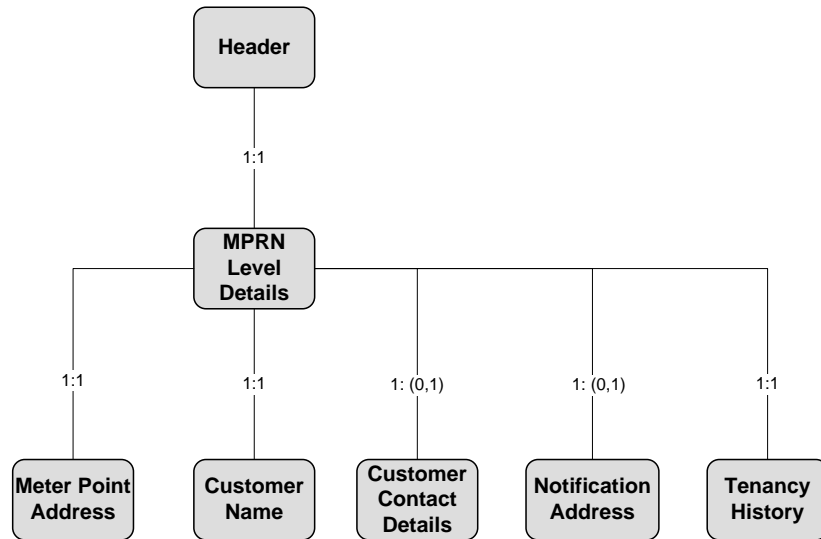 Header
1:1
MPRN
Level
Details
1:1
1:1
1: (0,1)
1: (0,1)
1:1
Meter Point
Address
Customer
Name
Customer
Contact
Details
Notification
Address
Tenancy
History